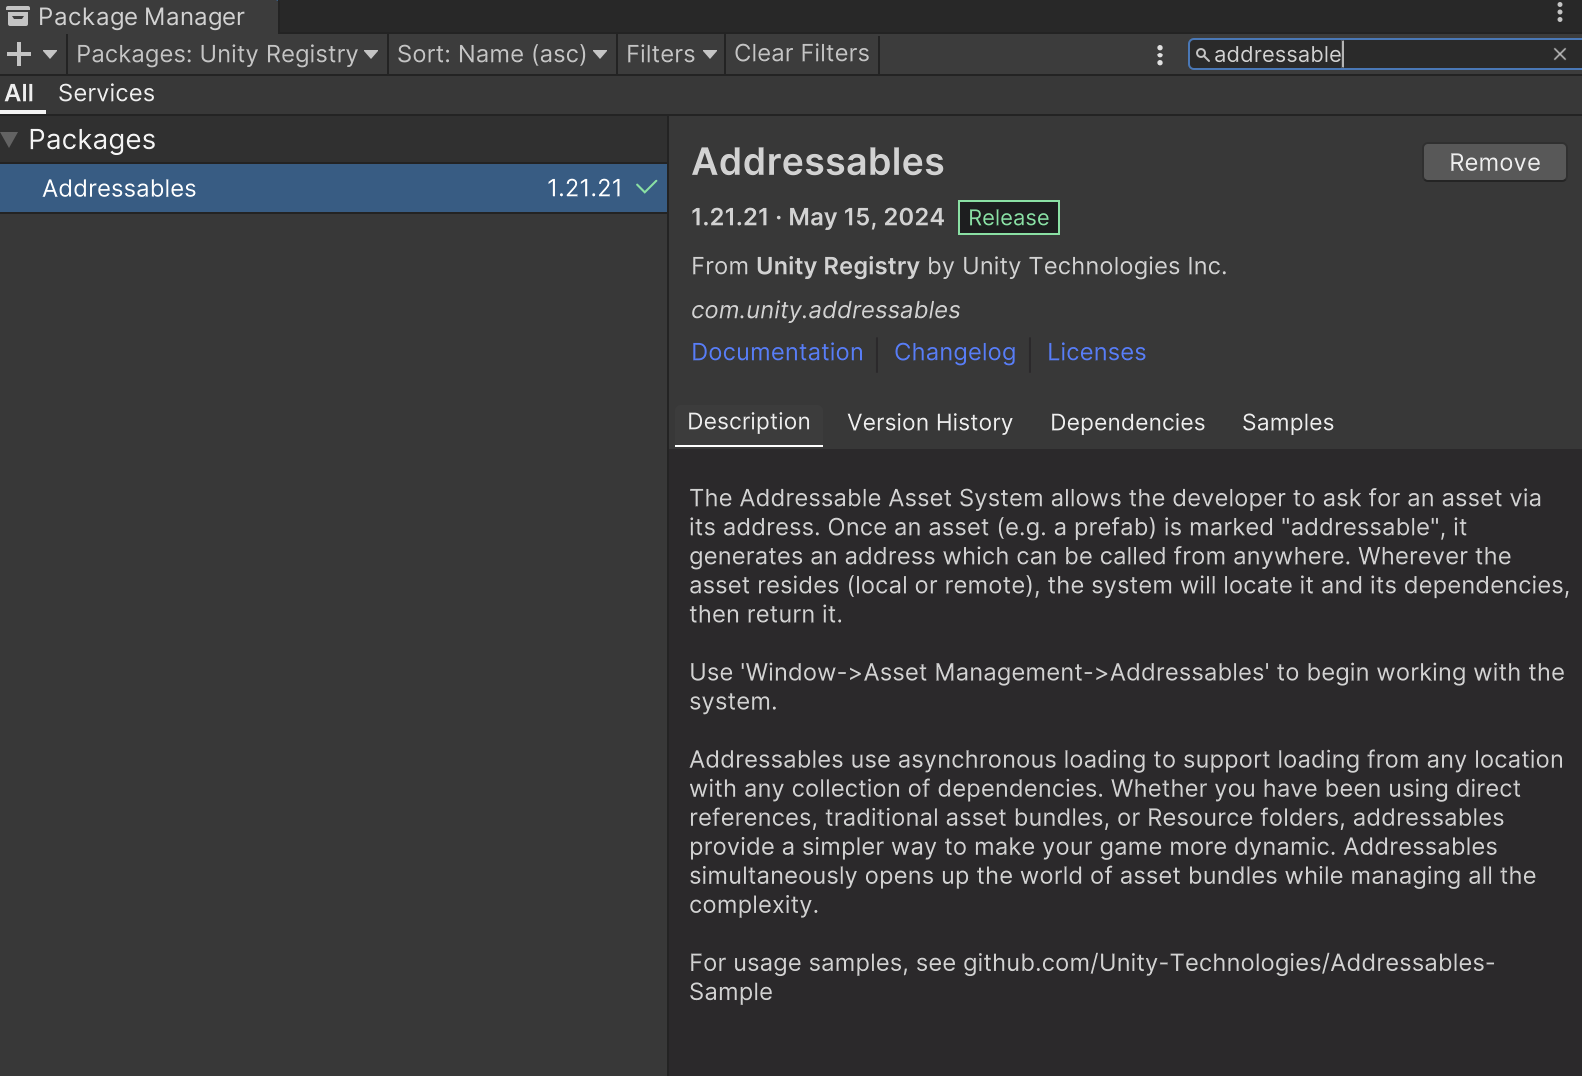 Package Manager
Packages: Unity Registry Sort: Name (asc) Filters Clear Filters addressable
All Services
Packages
Addressables 1.21.21
Addressables
Remove
1.21.21 · May 15, 2024 Release
From Unity Registry by Unity Technologies Inc.
com.unity.addressables
Documentation Changelog Licenses
Description Version History Dependencies Samples
The Addressable Asset System allows the developer to ask for an asset via
its address. Once an asset (e.g. a prefab) is marked "addressable", it
generates an address which can be called from anywhere. Wherever the
asset resides (local or remote), the system will locate it and its dependencies,
then return it.
Use 'Window->Asset Management->Addressables' to begin working with the
system.
Addressables use asynchronous loading to support loading from any location
with any collection of dependencies. Whether you have been using direct
references, traditional asset bundles, or Resource folders, addressables
provide a simpler way to make your game more dynamic. Addressables
simultaneously opens up the world of asset bundles while managing all the
complexity.
For usage samples, see github.com/Unity-Technologies/Addressables-
Sample